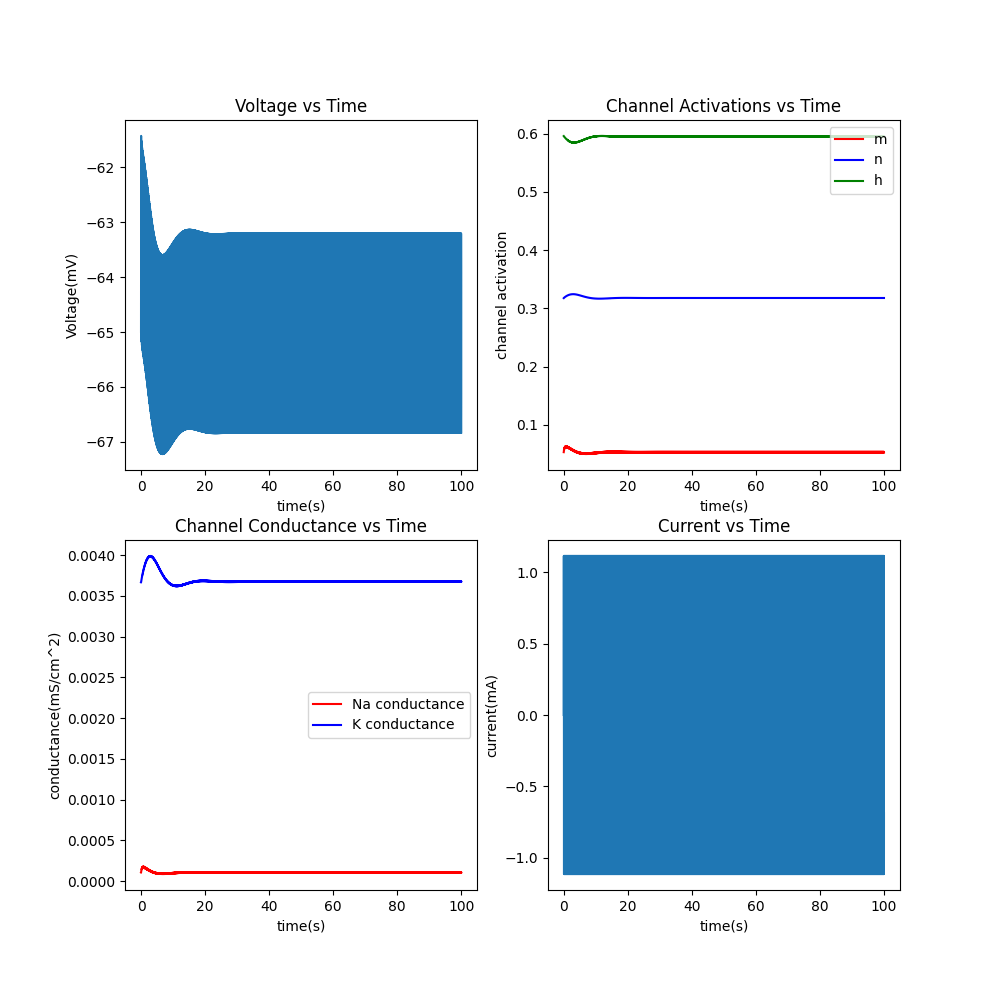 Voltage vs Time
Voltage(mV)
−62
−63
−64
−65
−66
−67
0 20 40 60 80 100
time(s)
Channel Activations vs Time
channel activation
0.6
0.5
0.4
0.3
0.2
0.1
m
n
h
0 20 40 60 80 100
time(s)
Channel Conductance vs Time
conductance(mS/cm^2)
0.0040
0.0035
0.0030
0.0025
0.0020
0.0015
0.0010
0.0005
0.0000
Na conductance
K conductance
0 20 40 60 80 100
time(s)
Current vs Time
current(mA)
1.0
0.5
0.0
−0.5
−1.0
0 20 40 60 80 100
time(s)